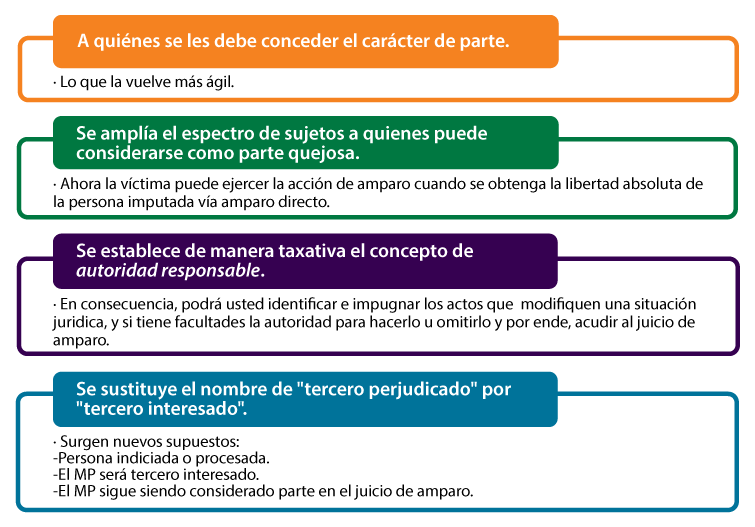 A quiénes se les debe conceder el carácter de parte.
· Lo que la vuelve más ágil.
Se amplía el espectro de sujetos a quienes puede
considerarse como parte quejosa.
· Ahora la víctima puede ejercer la acción de amparo cuando se obtenga la libertad absoluta de
la persona imputada vía amparo directo.
Se establece de manera taxativa el concepto de
autoridad responsable.
· En consecuencia, podrá usted identificar e impugnar los actos que modifiquen una situación
juridica, y si tiene facultades la autoridad para hacerlo u omitirlo y por ende, acudir al juicio de
amparo.
Se sustituye el nombre de "tercero perjudicado" por
"tercero interesado".
· Surgen nuevos supuestos:
-Persona indiciada o procesada.
-El MP será tercero interesado.
-El MP sigue siendo considerado parte en el juicio de amparo.